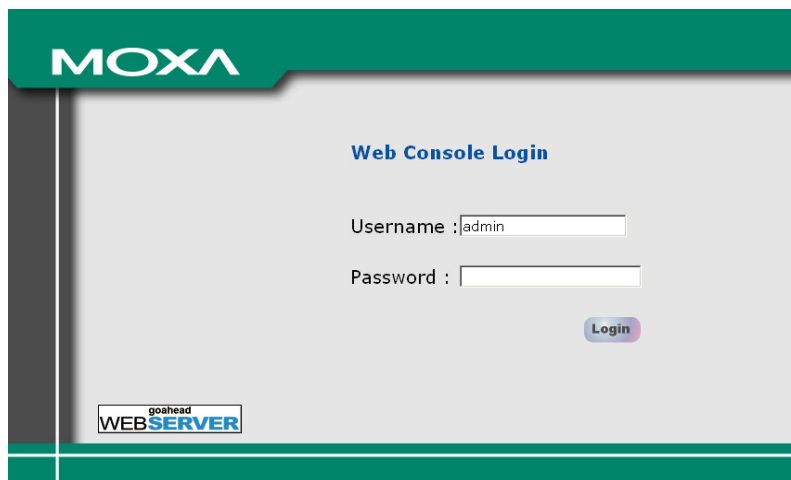 MOXA
Web Console Login
Username : admin
Password :
Login
goahead
WEBSERVER